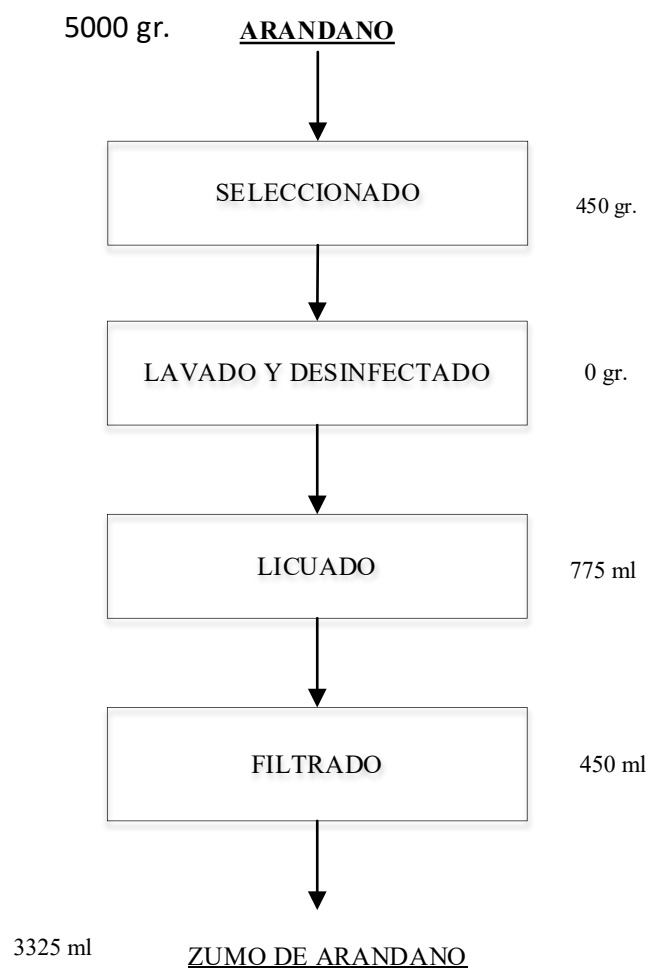 5000 gr. ARANDANO
SELECCIONADO
450 gr.
LAVADO Y DESINFECTADO
0 gr.
LICUADO
775 ml
FILTRADO
450 ml
3325 ml
ZUMO DE ARANDANO